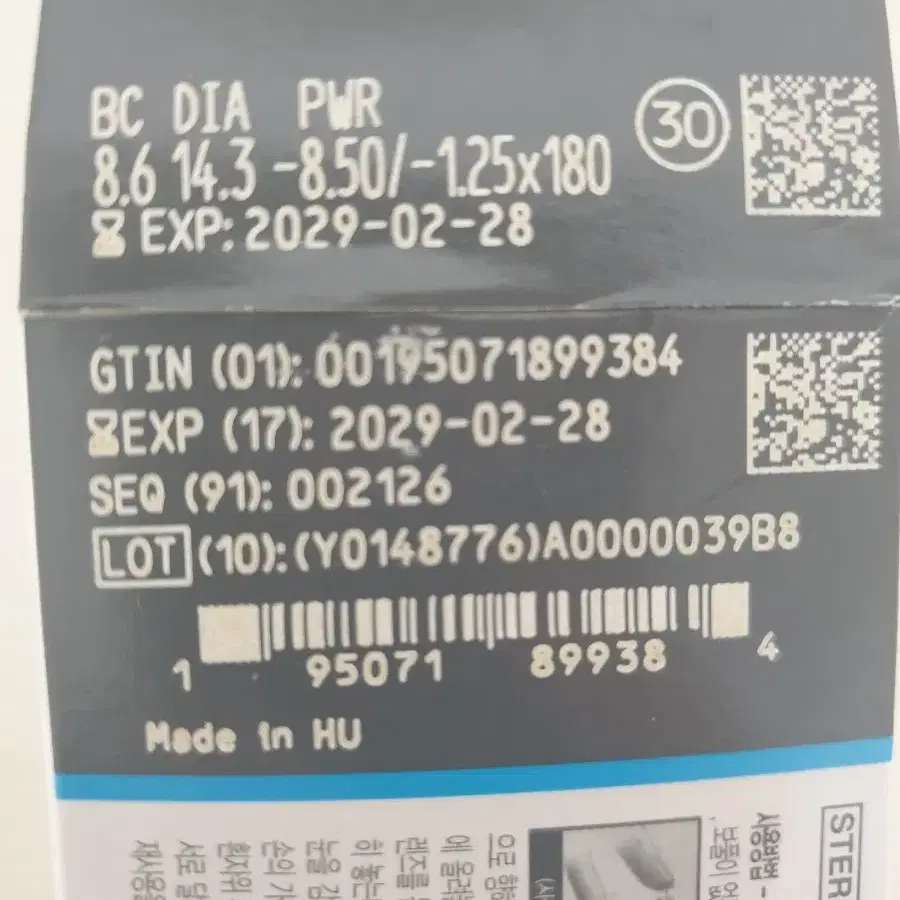 BC DIA PWR
8.6 14.3 -8.50/-1.25x180
30
EXP: 2029-02-28
GTIN (01): 00195071899384
EXP (17): 2029-02-28
SEQ (91): 002126
LOT (10): (Y0148776)A0000039B8
1 95071 89938 4
Made in HU
STER